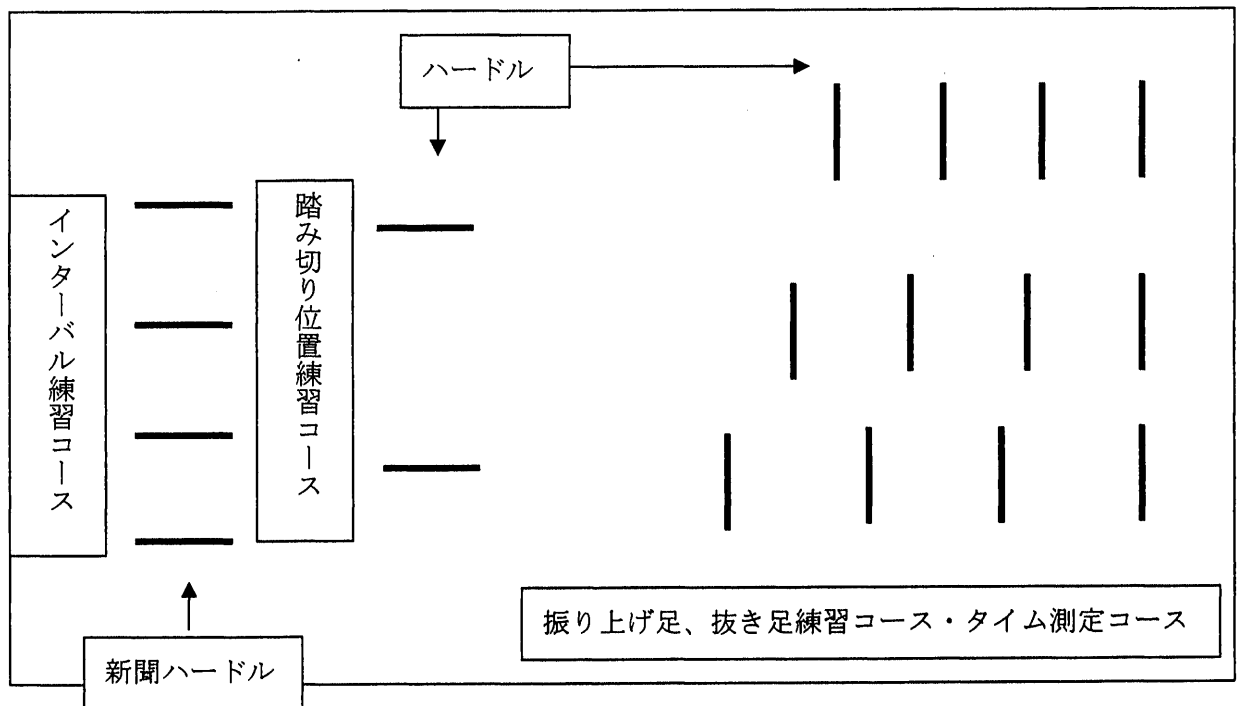 ハードル
インターバル練習コース
踏み切り位置練習コース
振り上げ足、抜き足練習コース・タイム測定コース
新聞ハードル